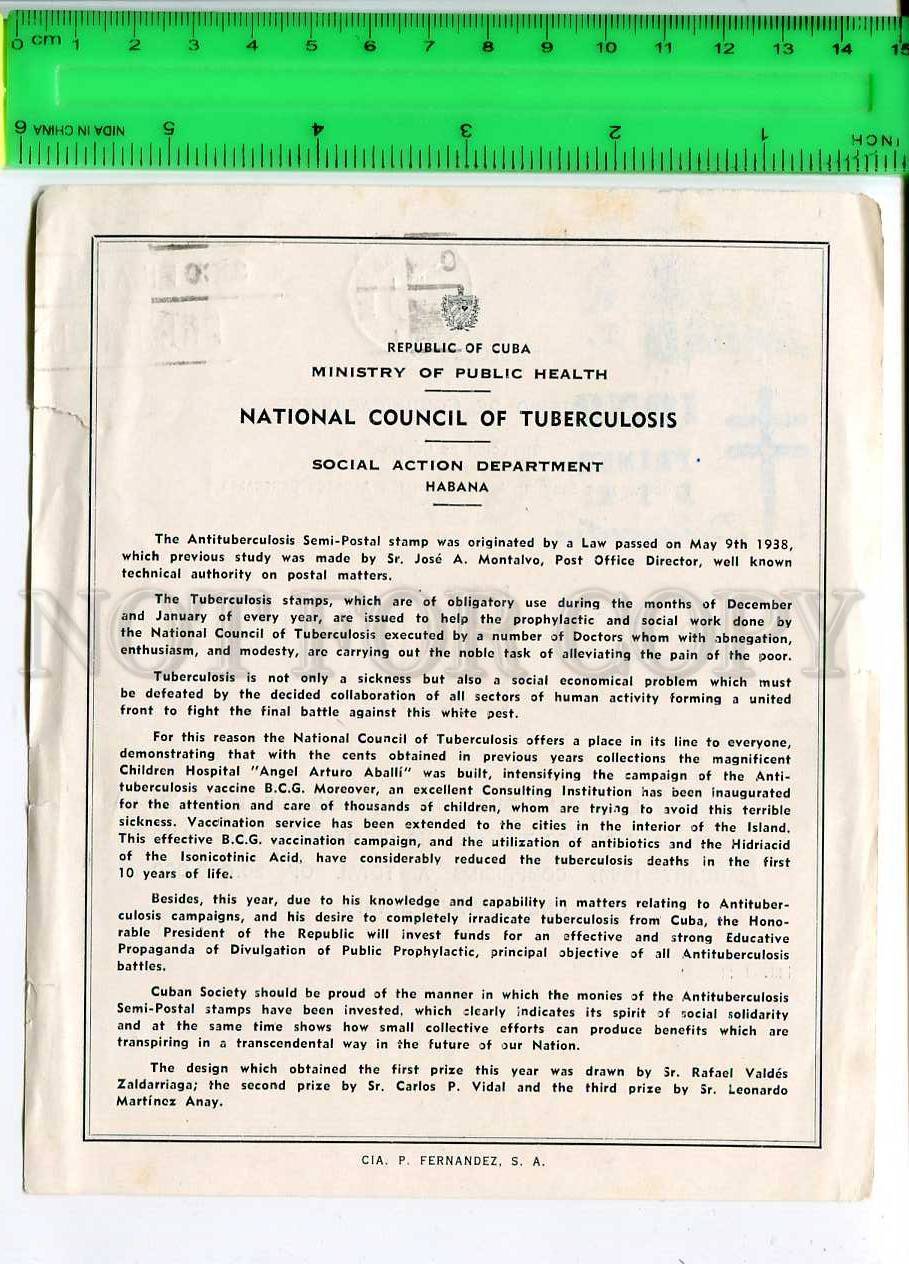 0 cm 1 2 3 4 5 6 7 8 9 10 11 12 13 14 15
6 NIDA IN CHINA 5 4 3 2 1 INCH
REPUBLIC OF CUBA
MINISTRY OF PUBLIC HEALTH
NATIONAL COUNCIL OF TUBERCULOSIS
SOCIAL ACTION DEPARTMENT
HABANA
The Antituberculosis Semi-Postal stamp was originated by a Law passed on May 9th 1938,
which previous study was made by Sr. José A. Montalvo, Post Office Director, well known
technical authority on postal matters.
The Tuberculosis stamps, which are of obligatory use during the months of December
and January of every year, are issued to help the prophylactic and social work done by
the National Council of Tuberculosis executed by a number of Doctors whom with abnegation,
enthusiasm, and modesty, are carrying out the noble task of alleviating the pain of the poor.
NOT FOR COPY
Tuberculosis is not only a sickness but also a social economical problem which must
be defeated by the decided collaboration of all sectors of human activity forming a united
front to fight the final battle against this white pest.
For this reason the National Council of Tuberculosis offers a place in its line to everyone,
demonstrating that with the cents obtained in previous years collections the magnificent
Children Hospital "Angel Arturo Aballí" was built, intensifying the campaign of the Anti-
tuberculosis vaccine B.C.G. Moreover, an excellent Consulting Institution has been inaugurated
for the attention and care of thousands of children, whom are trying to avoid this terrible
sickness. Vaccination service has been extended to the cities in the interior of the Island.
This effective B.C.G. vaccination campaign, and the utilization of antibiotics and the Hidriacid
of the Isonicotinic Acid, have considerably reduced the tuberculosis deaths in the first
10 years of life.
Besides, this year, due to his knowledge and capability in matters relating to Antituber-
culosis campaigns, and his desire to completely irradicate tuberculosis from Cuba, the Hono-
rable President of the Republic will invest funds for an effective and strong Educative
Propaganda of Divulgation of Public Prophylactic, principal objective of all Antituberculosis
battles.
Cuban Society should be proud of the manner in which the monies of the Antituberculosis
Semi-Postal stamps have been invested, which clearly indicates its spirit of social solidarity
and at the same time shows how small collective efforts can produce benefits which are
transpiring in a transcendental way in the future of our Nation.
The design which obtained the first prize this year was drawn by Sr. Rafael Valdés
Zaldarriaga; the second prize by Sr. Carlos P. Vidal and the third prize by Sr. Leonardo
Martínez Anay.
CIA. P. FERNANDEZ, S. A.